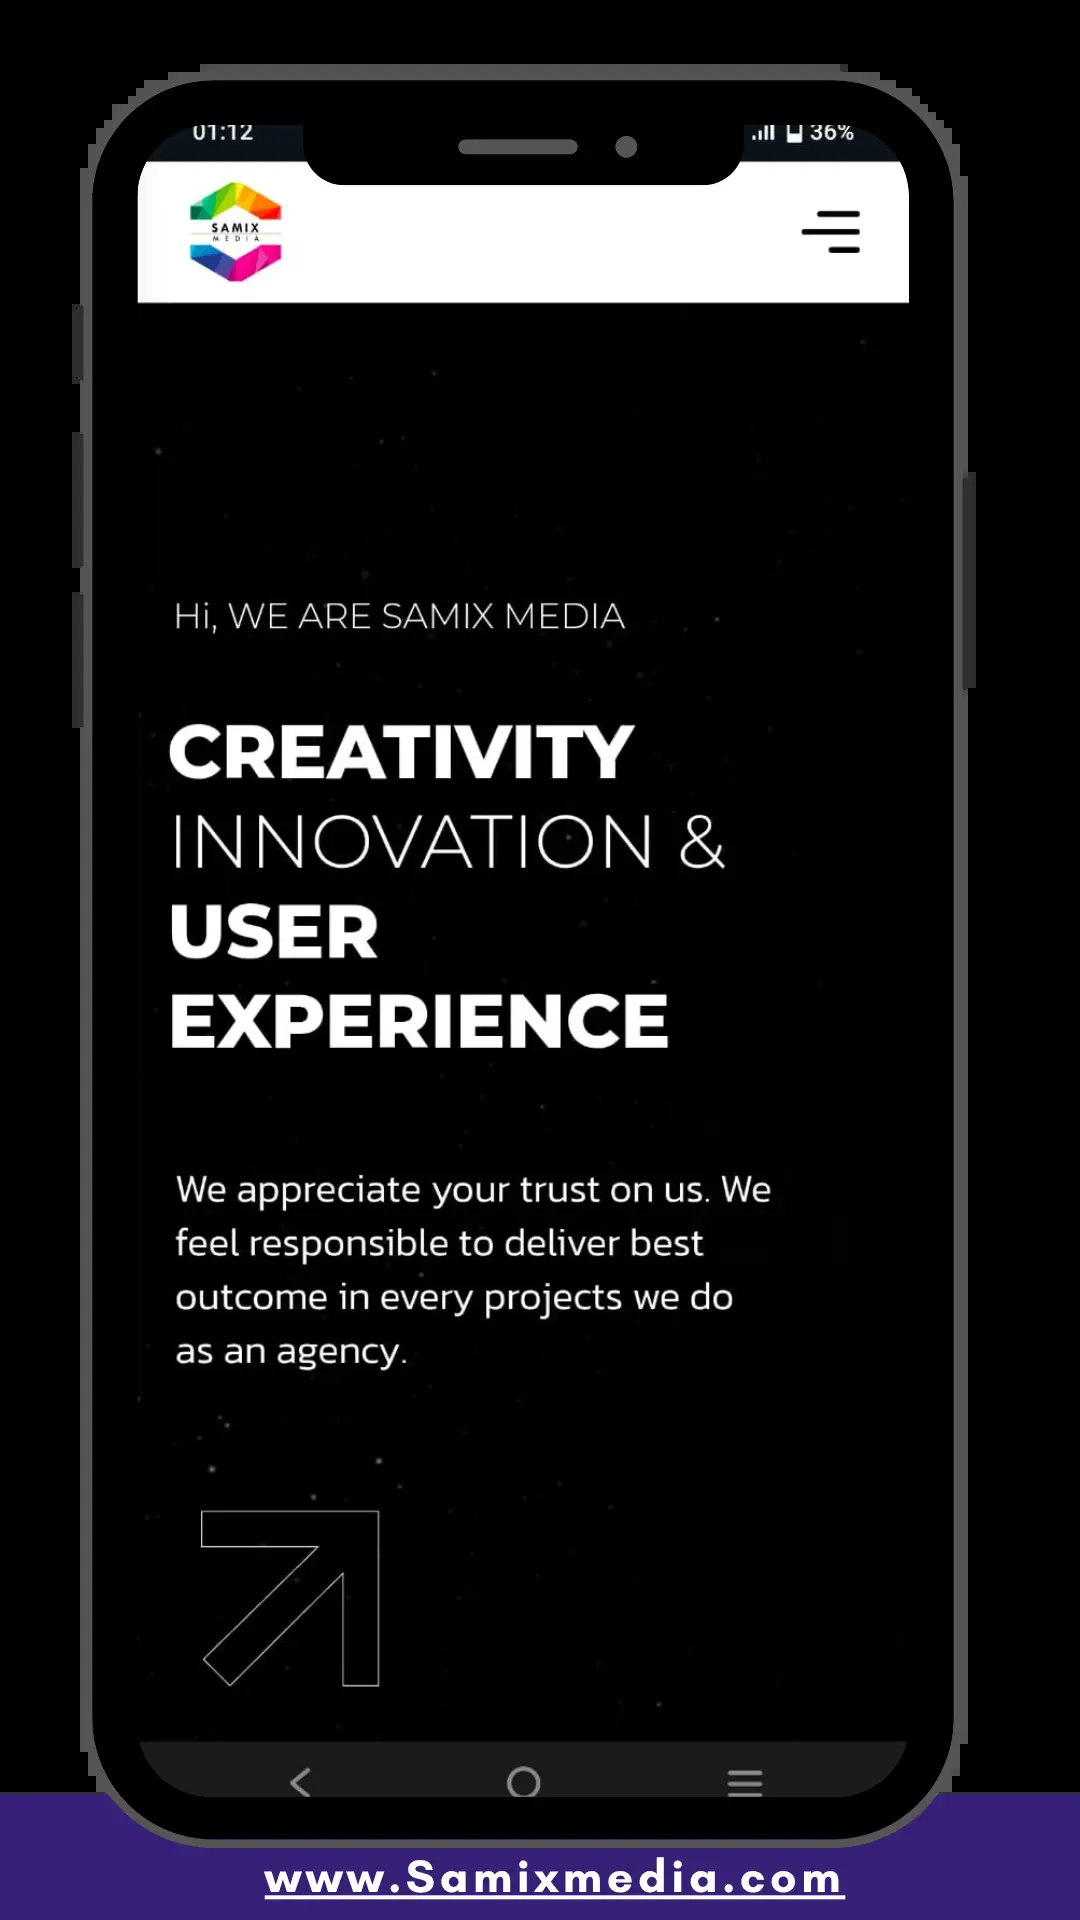 01:12
36%
SAMIX
MEDIA
Hi, WE ARE SAMIX MEDIA
CREATIVITY
INNOVATION &
USER
EXPERIENCE
We appreciate your trust on us. We
feel responsible to deliver best
outcome in every projects we do
as an agency.
www.Samixmedia.com